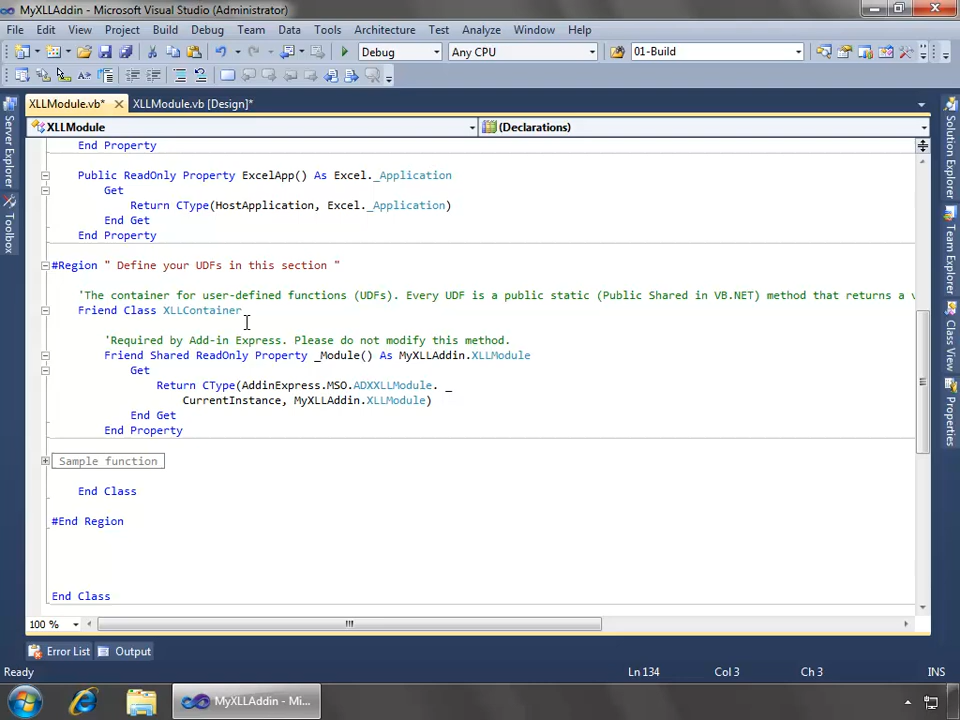 MyXLLAddin - Microsoft Visual Studio (Administrator)
File Edit View Project Build Debug Team Data Tools Architecture Test Analyze Window Help
Debug Any CPU 01-Build
XLLModule.vb* XLLModule.vb [Design]*
XLLModule (Declarations)
End Property
Public ReadOnly Property ExcelApp() As Excel._Application
Get
Return CType(HostApplication, Excel._Application)
End Get
End Property
#Region " Define your UDFs in this section "
'The container for user-defined functions (UDFs). Every UDF is a public static (Public Shared in VB.NET) method that returns a v
Friend Class XLLContainer
'Required by Add-in Express. Please do not modify this method.
Friend Shared ReadOnly Property _Module() As MyXLLAddin.XLLModule
Get
Return CType(AddinExpress.MSO.ADXXLLModule. _
CurrentInstance, MyXLLAddin.XLLModule)
End Get
End Property
Sample function
End Class
#End Region
End Class
100 %
Error List Output
Ready Ln 134 Col 3 Ch 3 INS
MyXLLAddin - Mi...
Server Explorer
Toolbox
Solution Explorer
Team Explorer
Class View
Properties